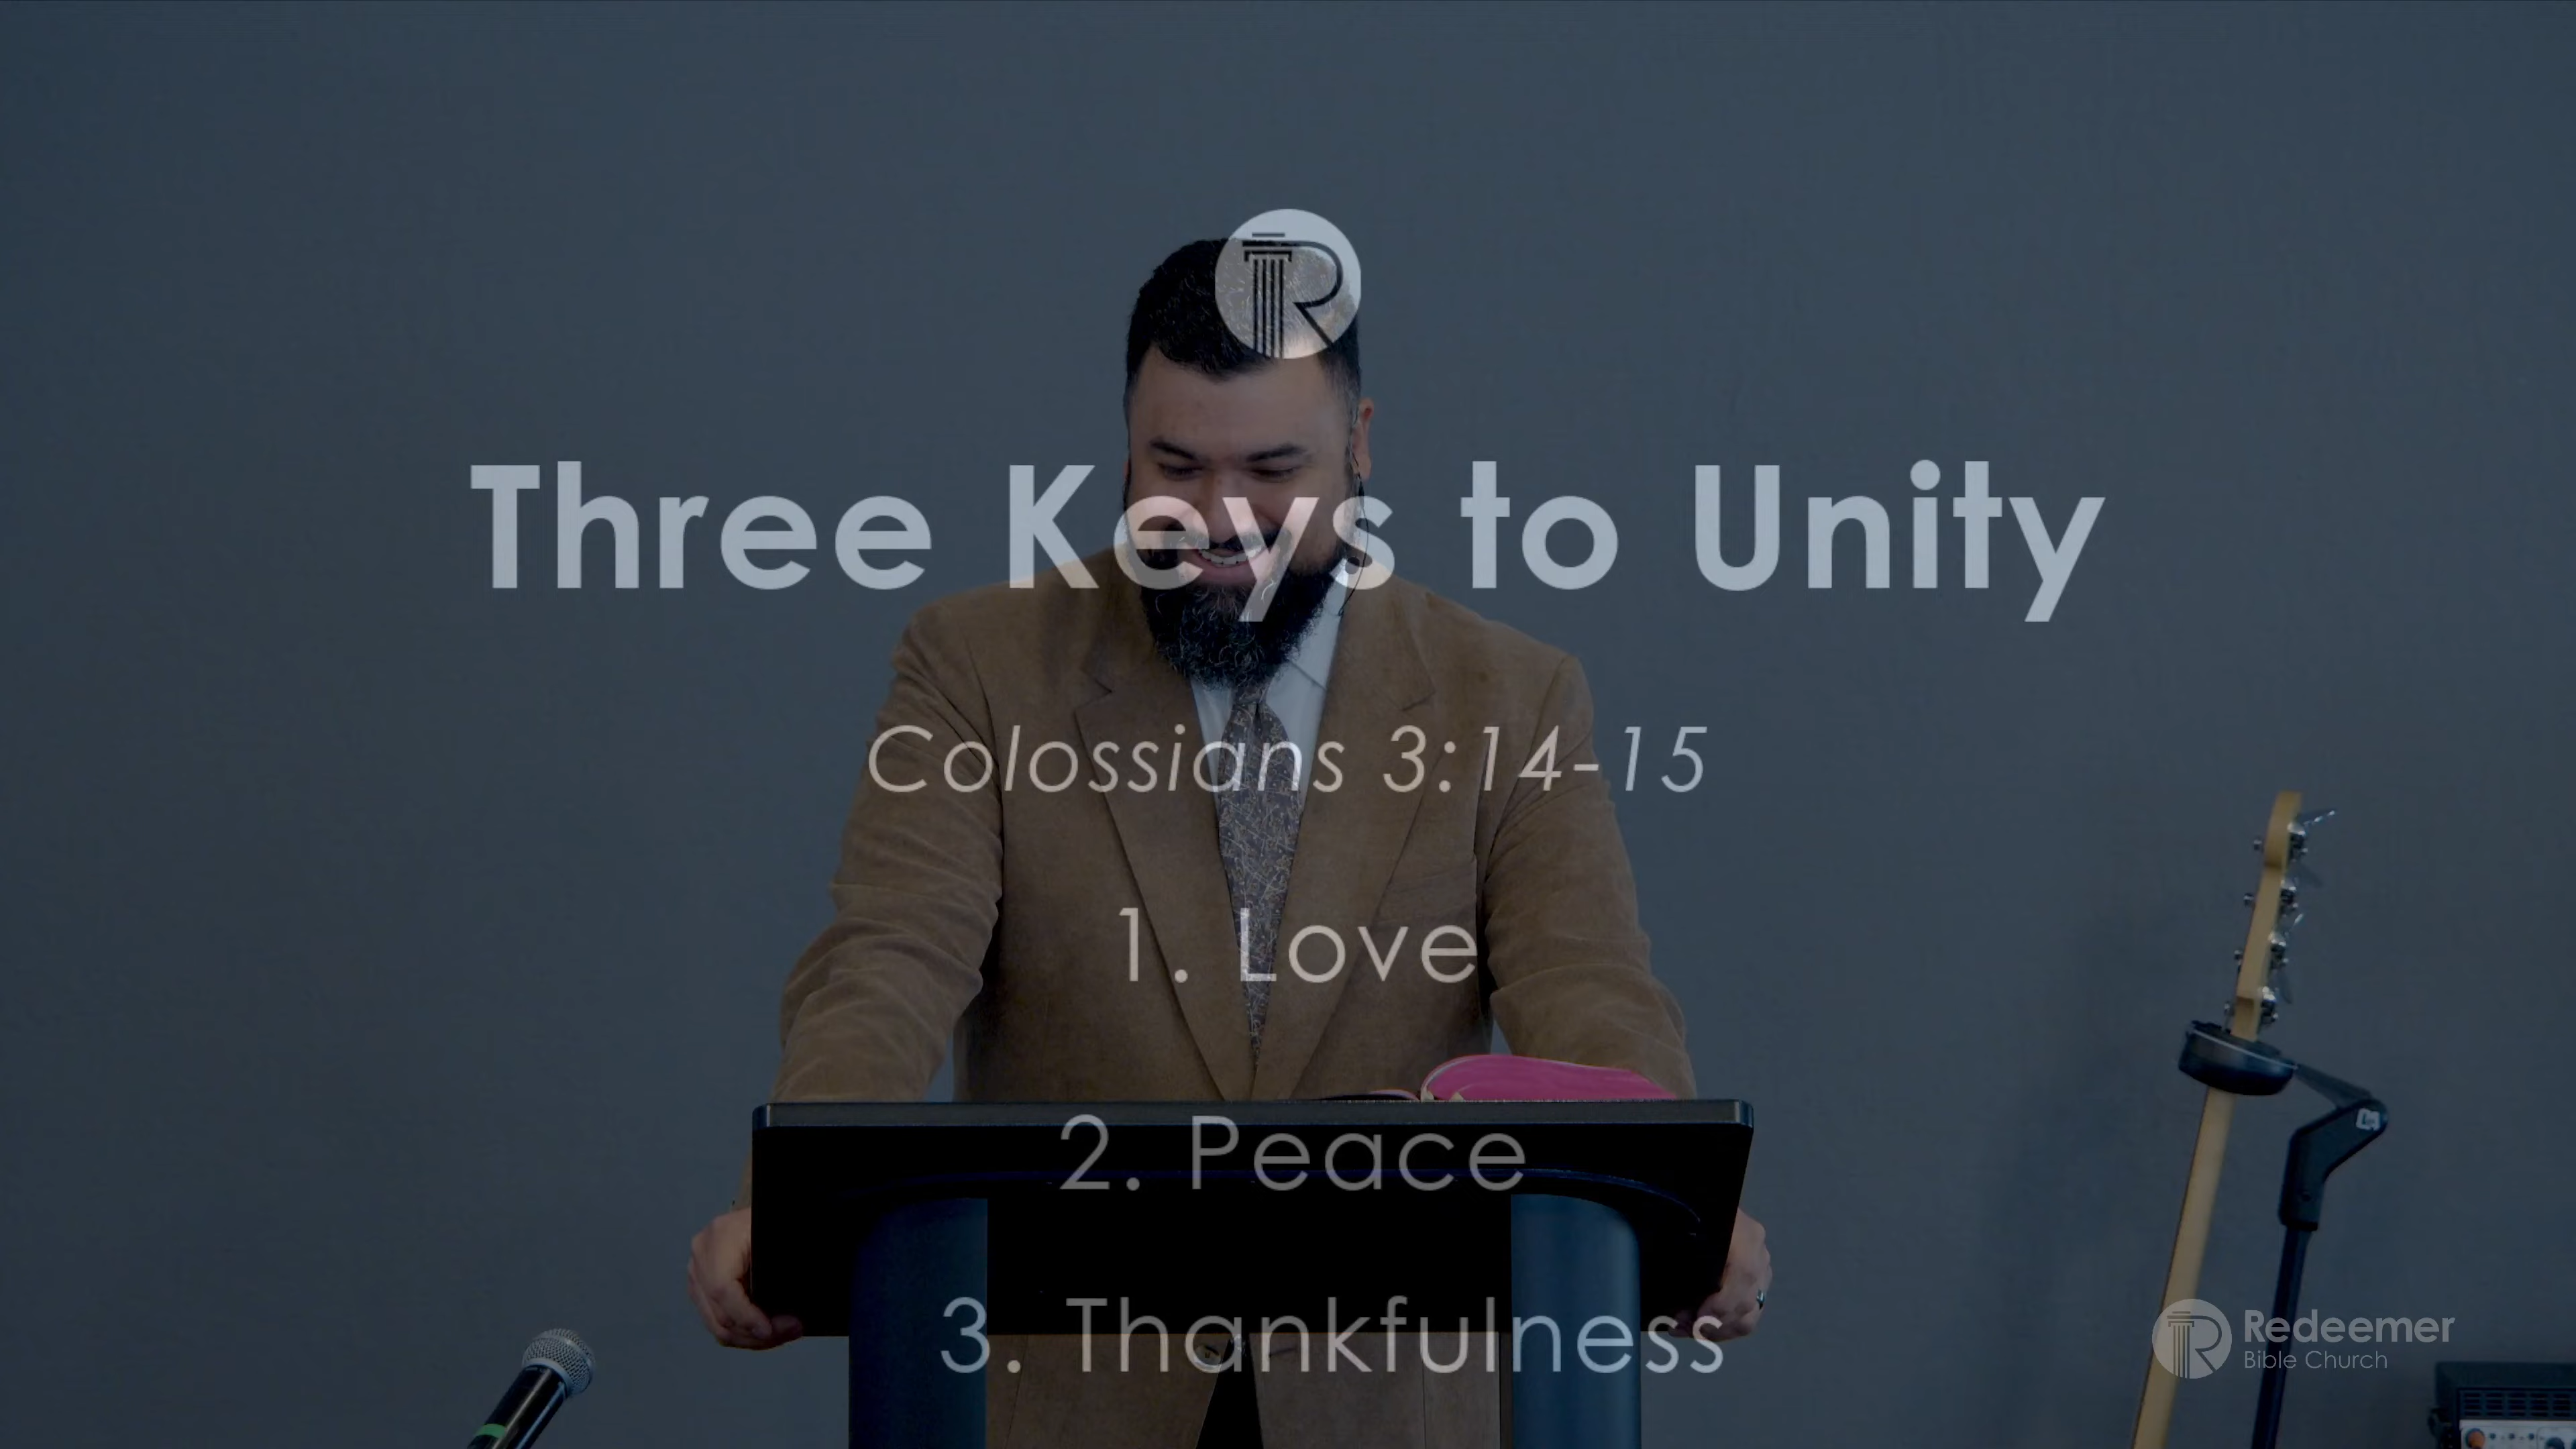 R
Three Keys to Unity
Colossians 3:14-15
1. Love
2. Peace
3. Thankfulness
R Redeemer
Bible Church